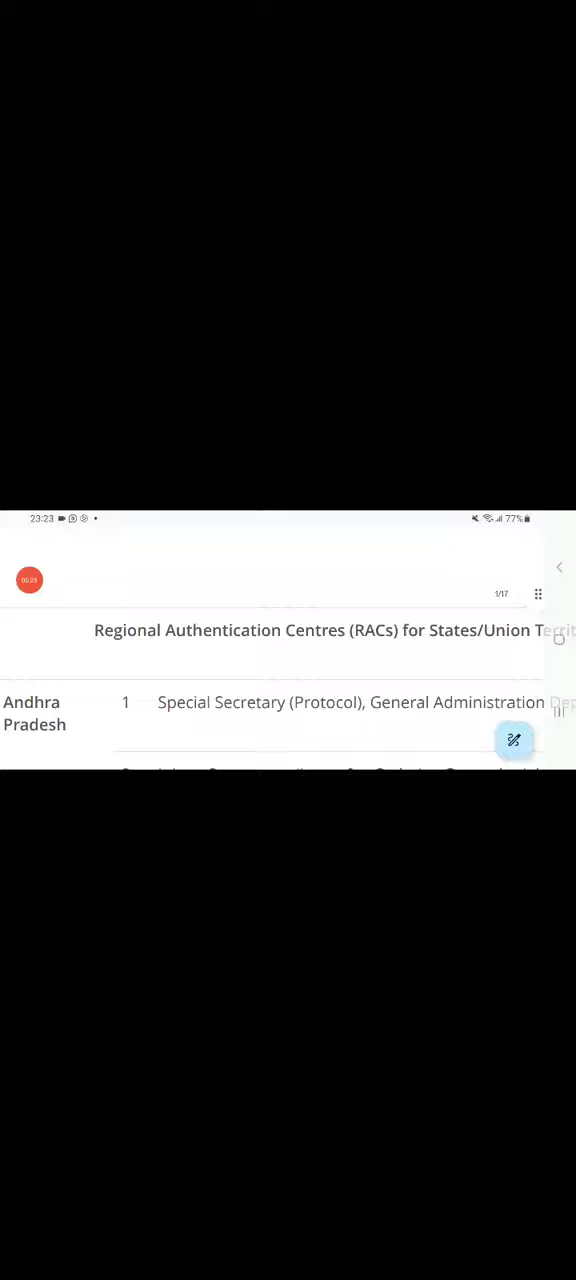 23:23 77%
00:25
1/17
Regional Authentication Centres (RACs) for States/Union Territ
Andhra 1 Special Secretary (Protocol), General Administration Dep
Pradesh